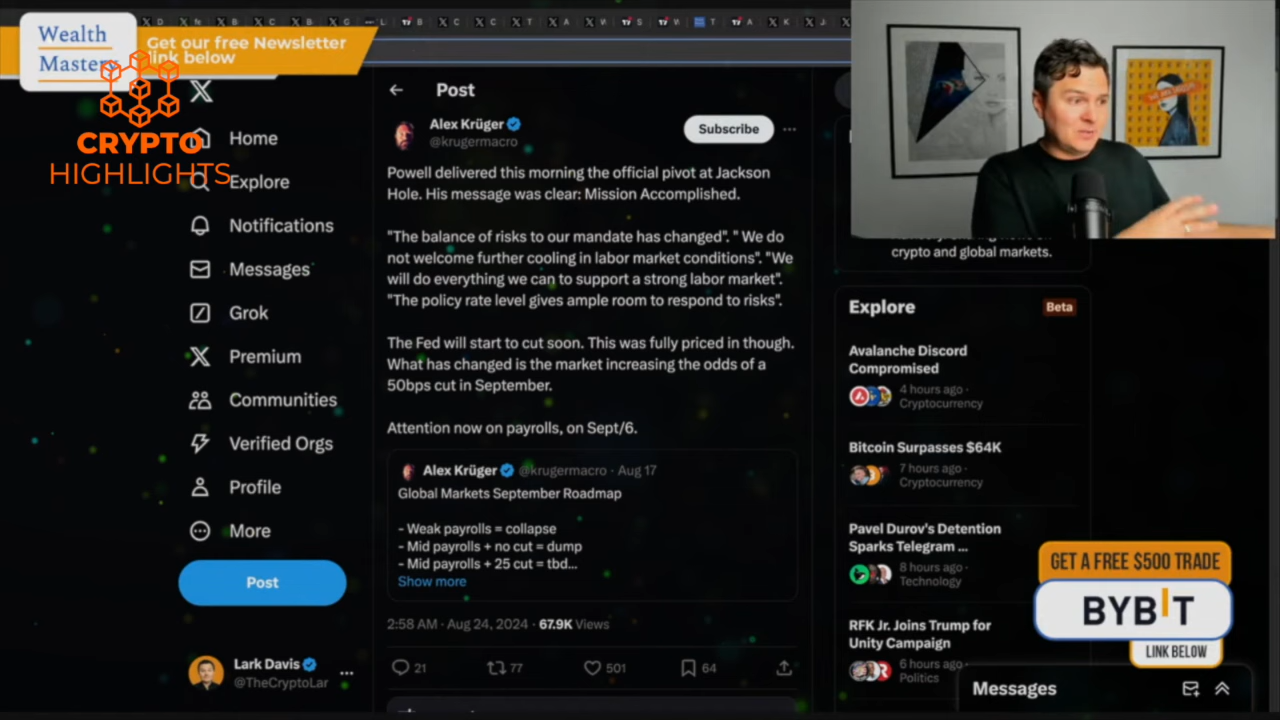 Wealth
Get our free Newsletter
link below
CRYPTO
HIGHLIGHTS
Home
Explore
Notifications
Messages
Grok
Premium
Communities
Verified Orgs
Profile
More
Post
Lark Davis
@TheCryptoLar
Post
Alex Krüger
@krugermacro
Subscribe
Powell delivered this morning the official pivot at Jackson
Hole. His message was clear: Mission Accomplished.
"The balance of risks to our mandate has changed". " We do
not welcome further cooling in labor market conditions". "We
will do everything we can to support a strong labor market".
"The policy rate level gives ample room to respond to risks".
The Fed will start to cut soon. This was fully priced in though.
What has changed is the market increasing the odds of a
50bps cut in September.
Attention now on payrolls, on Sept/6.
Alex Krüger @krugermacro · Aug 17
Global Markets September Roadmap
- Weak payrolls = collapse
- Mid payrolls + no cut = dump
- Mid payrolls + 25 cut = tbd...
Show more
2:58 AM · Aug 24, 2024 · 67.9K Views
21 77 501 64
crypto and global markets.
Explore
Beta
Avalanche Discord
Compromised
4 hours ago ·
Cryptocurrency
Bitcoin Surpasses $64K
7 hours ago ·
Cryptocurrency
Pavel Durov's Detention
Sparks Telegram ...
8 hours ago ·
Technology
RFK Jr. Joins Trump for
Unity Campaign
6 hours ago ·
Politics
GET A FREE $500 TRADE
BYBIT
LINK BELOW
Messages